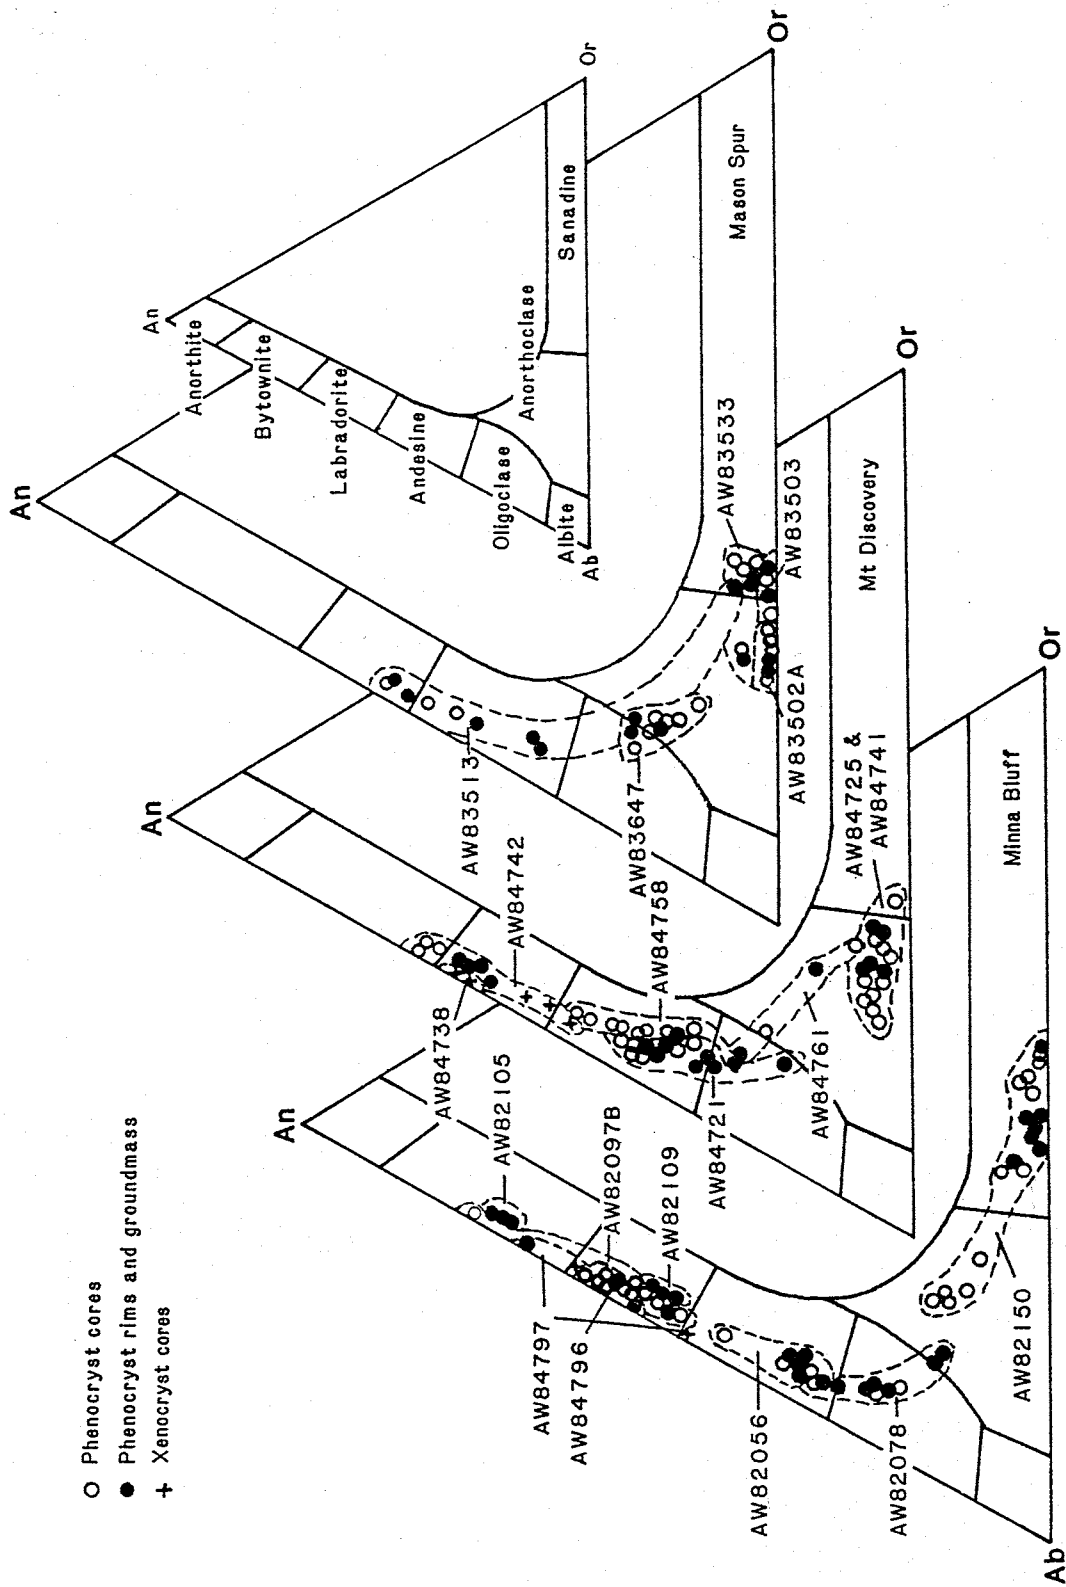 Phenocryst cores
Phenocryst rims and groundmass
Xenocryst cores
An
Anorthite
Bytownite
Labradorite
Andesine
Oligoclase
Albite
Ab
Anorthoclase
Sanadine
Or
An
Or
Mason Spur
AW83533
AW83503
AW83502A
AW83513
AW83647
An
Or
Mt Discovery
AW84738
AW84742
AW84758
AW84721
AW84761
AW84725 &
AW84741
An
Or
Ab
Minna Bluff
AW82105
AW82097B
AW82109
AW84797
AW84796
AW82056
AW82078
AW82150